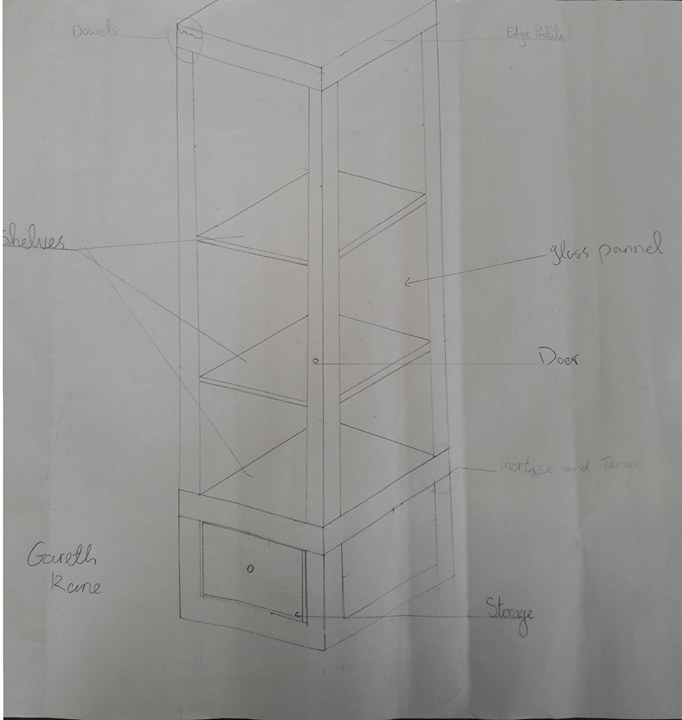 Dowels
Edge Profile?
Shelves
glass pannel
Door
mortise and Tenon
Gareth
Kane
Storage